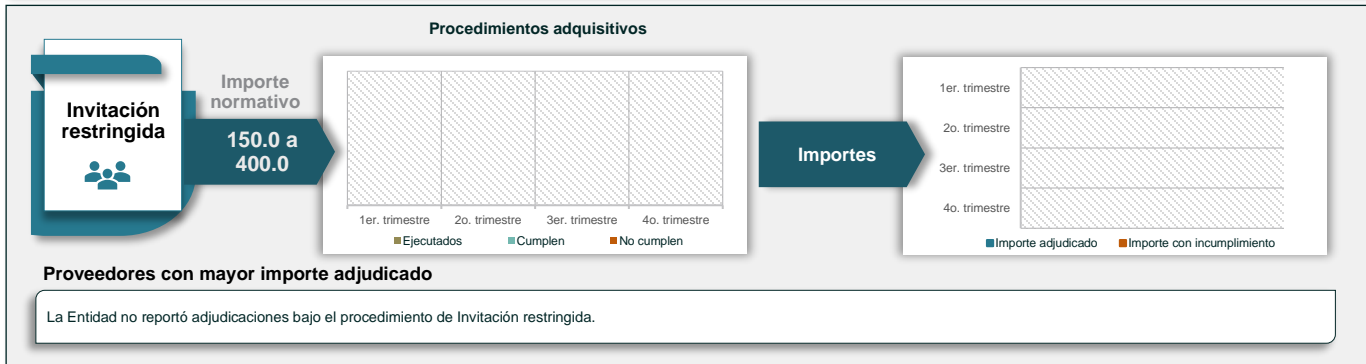 Procedimientos adquisitivos
Invitación
restringida
Importe
normativo
150.0 a
400.0
1er. trimestre
2o. trimestre
3er. trimestre
4o. trimestre
Ejecutados
Cumplen
No cumplen
Importes
1er. trimestre
2o. trimestre
3er. trimestre
4o. trimestre
Importe adjudicado
Importe con incumplimiento
Proveedores con mayor importe adjudicado
La Entidad no reportó adjudicaciones bajo el procedimiento de Invitación restringida.